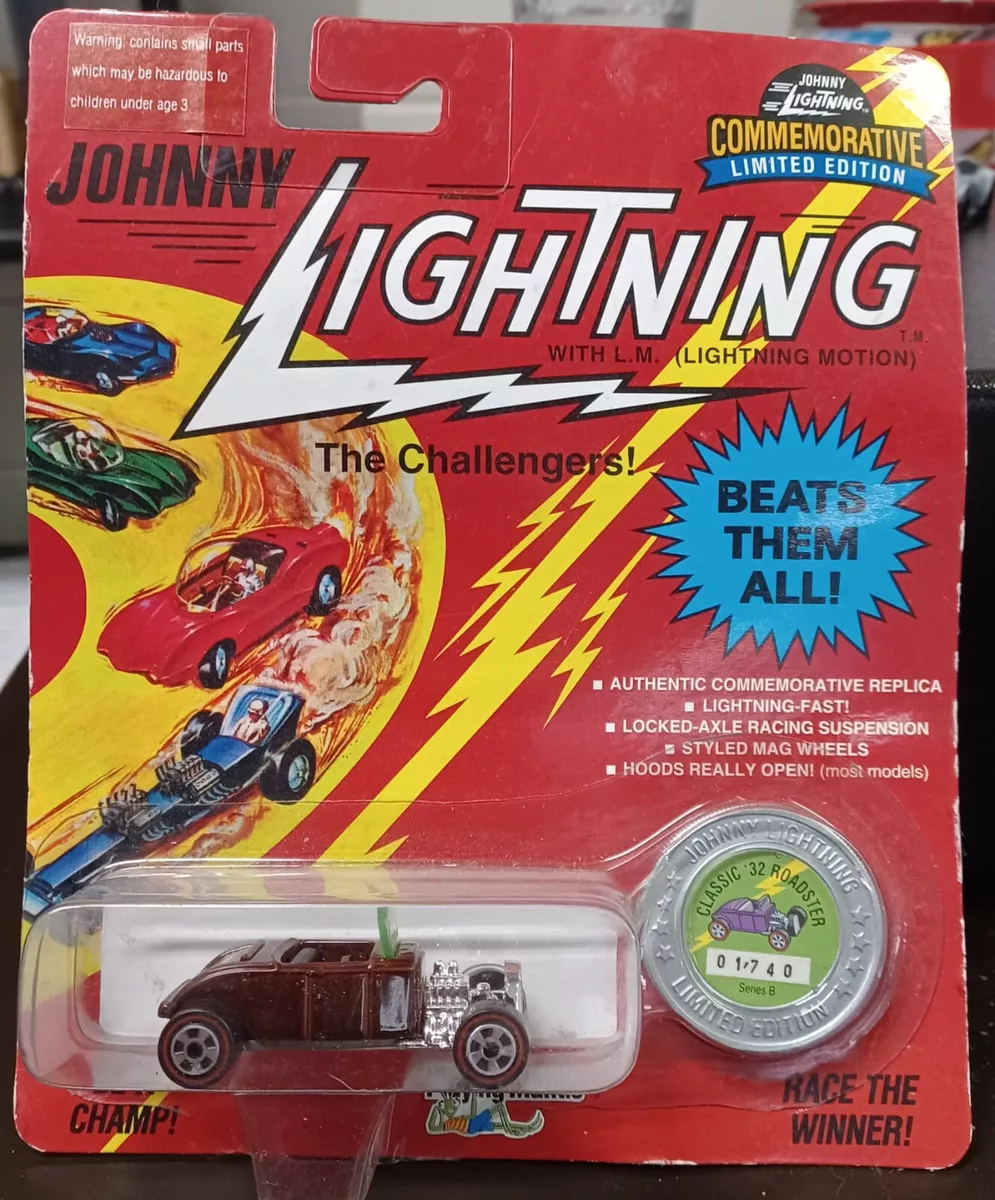 Warning: contains small parts
which may be hazardous to
children under age 3.
JOHNNY
LIGHTNING™
COMMEMORATIVE
LIMITED EDITION
JOHNNY
LIGHTNING
T.M.
WITH L.M. (LIGHTNING MOTION)
The Challengers!
BEATS
THEM
ALL!
▪ AUTHENTIC COMMEMORATIVE REPLICA
▪ LIGHTNING-FAST!
▪ LOCKED-AXLE RACING SUSPENSION
▪ STYLED MAG WHEELS
▪ HOODS REALLY OPEN! (most models)
JOHNNY LIGHTNING
CLASSIC '32 ROADSTER
01740
Series B
LIMITED EDITION
CHAMP!
Playing Mantis™
RACE THE
WINNER!